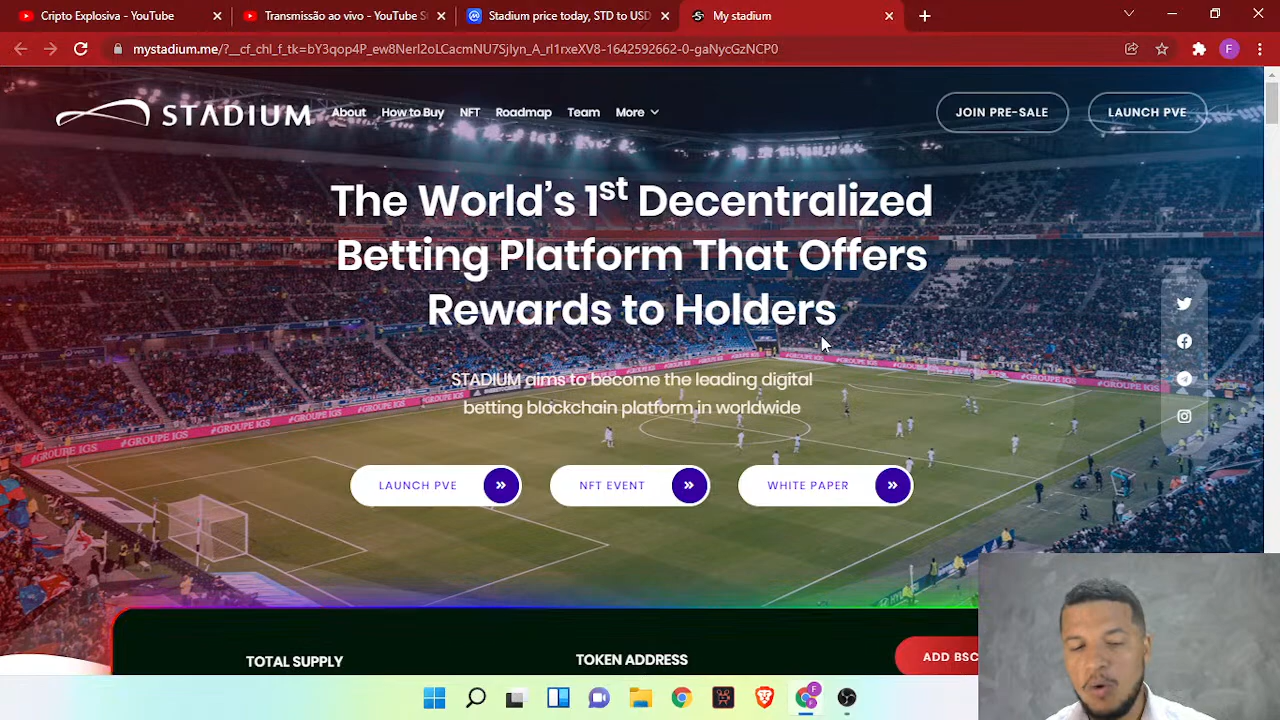 Cripto Explosiva - YouTube
Transmissão ao vivo - YouTube S
Stadium price today, STD to USD
My stadium
mystadium.me/?__cf_chl_f_tk=bY3qop4P_ew8Nerl2oLCacmNU7SjIyn_A_rl1rxeXV8-1642592662-0-gaNycGzNCP0
F
STADIUM
About
How to Buy
NFT
Roadmap
Team
More
JOIN PRE-SALE
LAUNCH PVE
The World's 1st Decentralized
Betting Platform That Offers
Rewards to Holders
STADIUM aims to become the leading digital
betting blockchain platform in worldwide
#GROUPE IGS
LAUNCH PVE
NFT EVENT
WHITE PAPER
TOTAL SUPPLY
TOKEN ADDRESS
ADD BSC
F